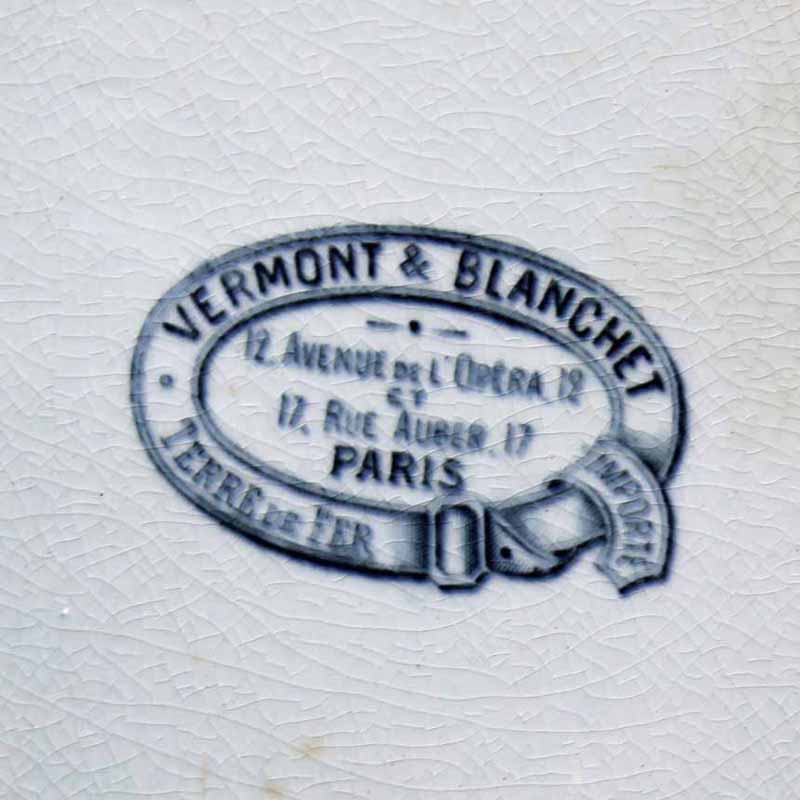 VERMONT & BLANCHET
12. AVENUE DE L'OPÉRA. 12
ET
17. RUE AUBER. 17
PARIS
TERRE DE FER
IMPORTÉ